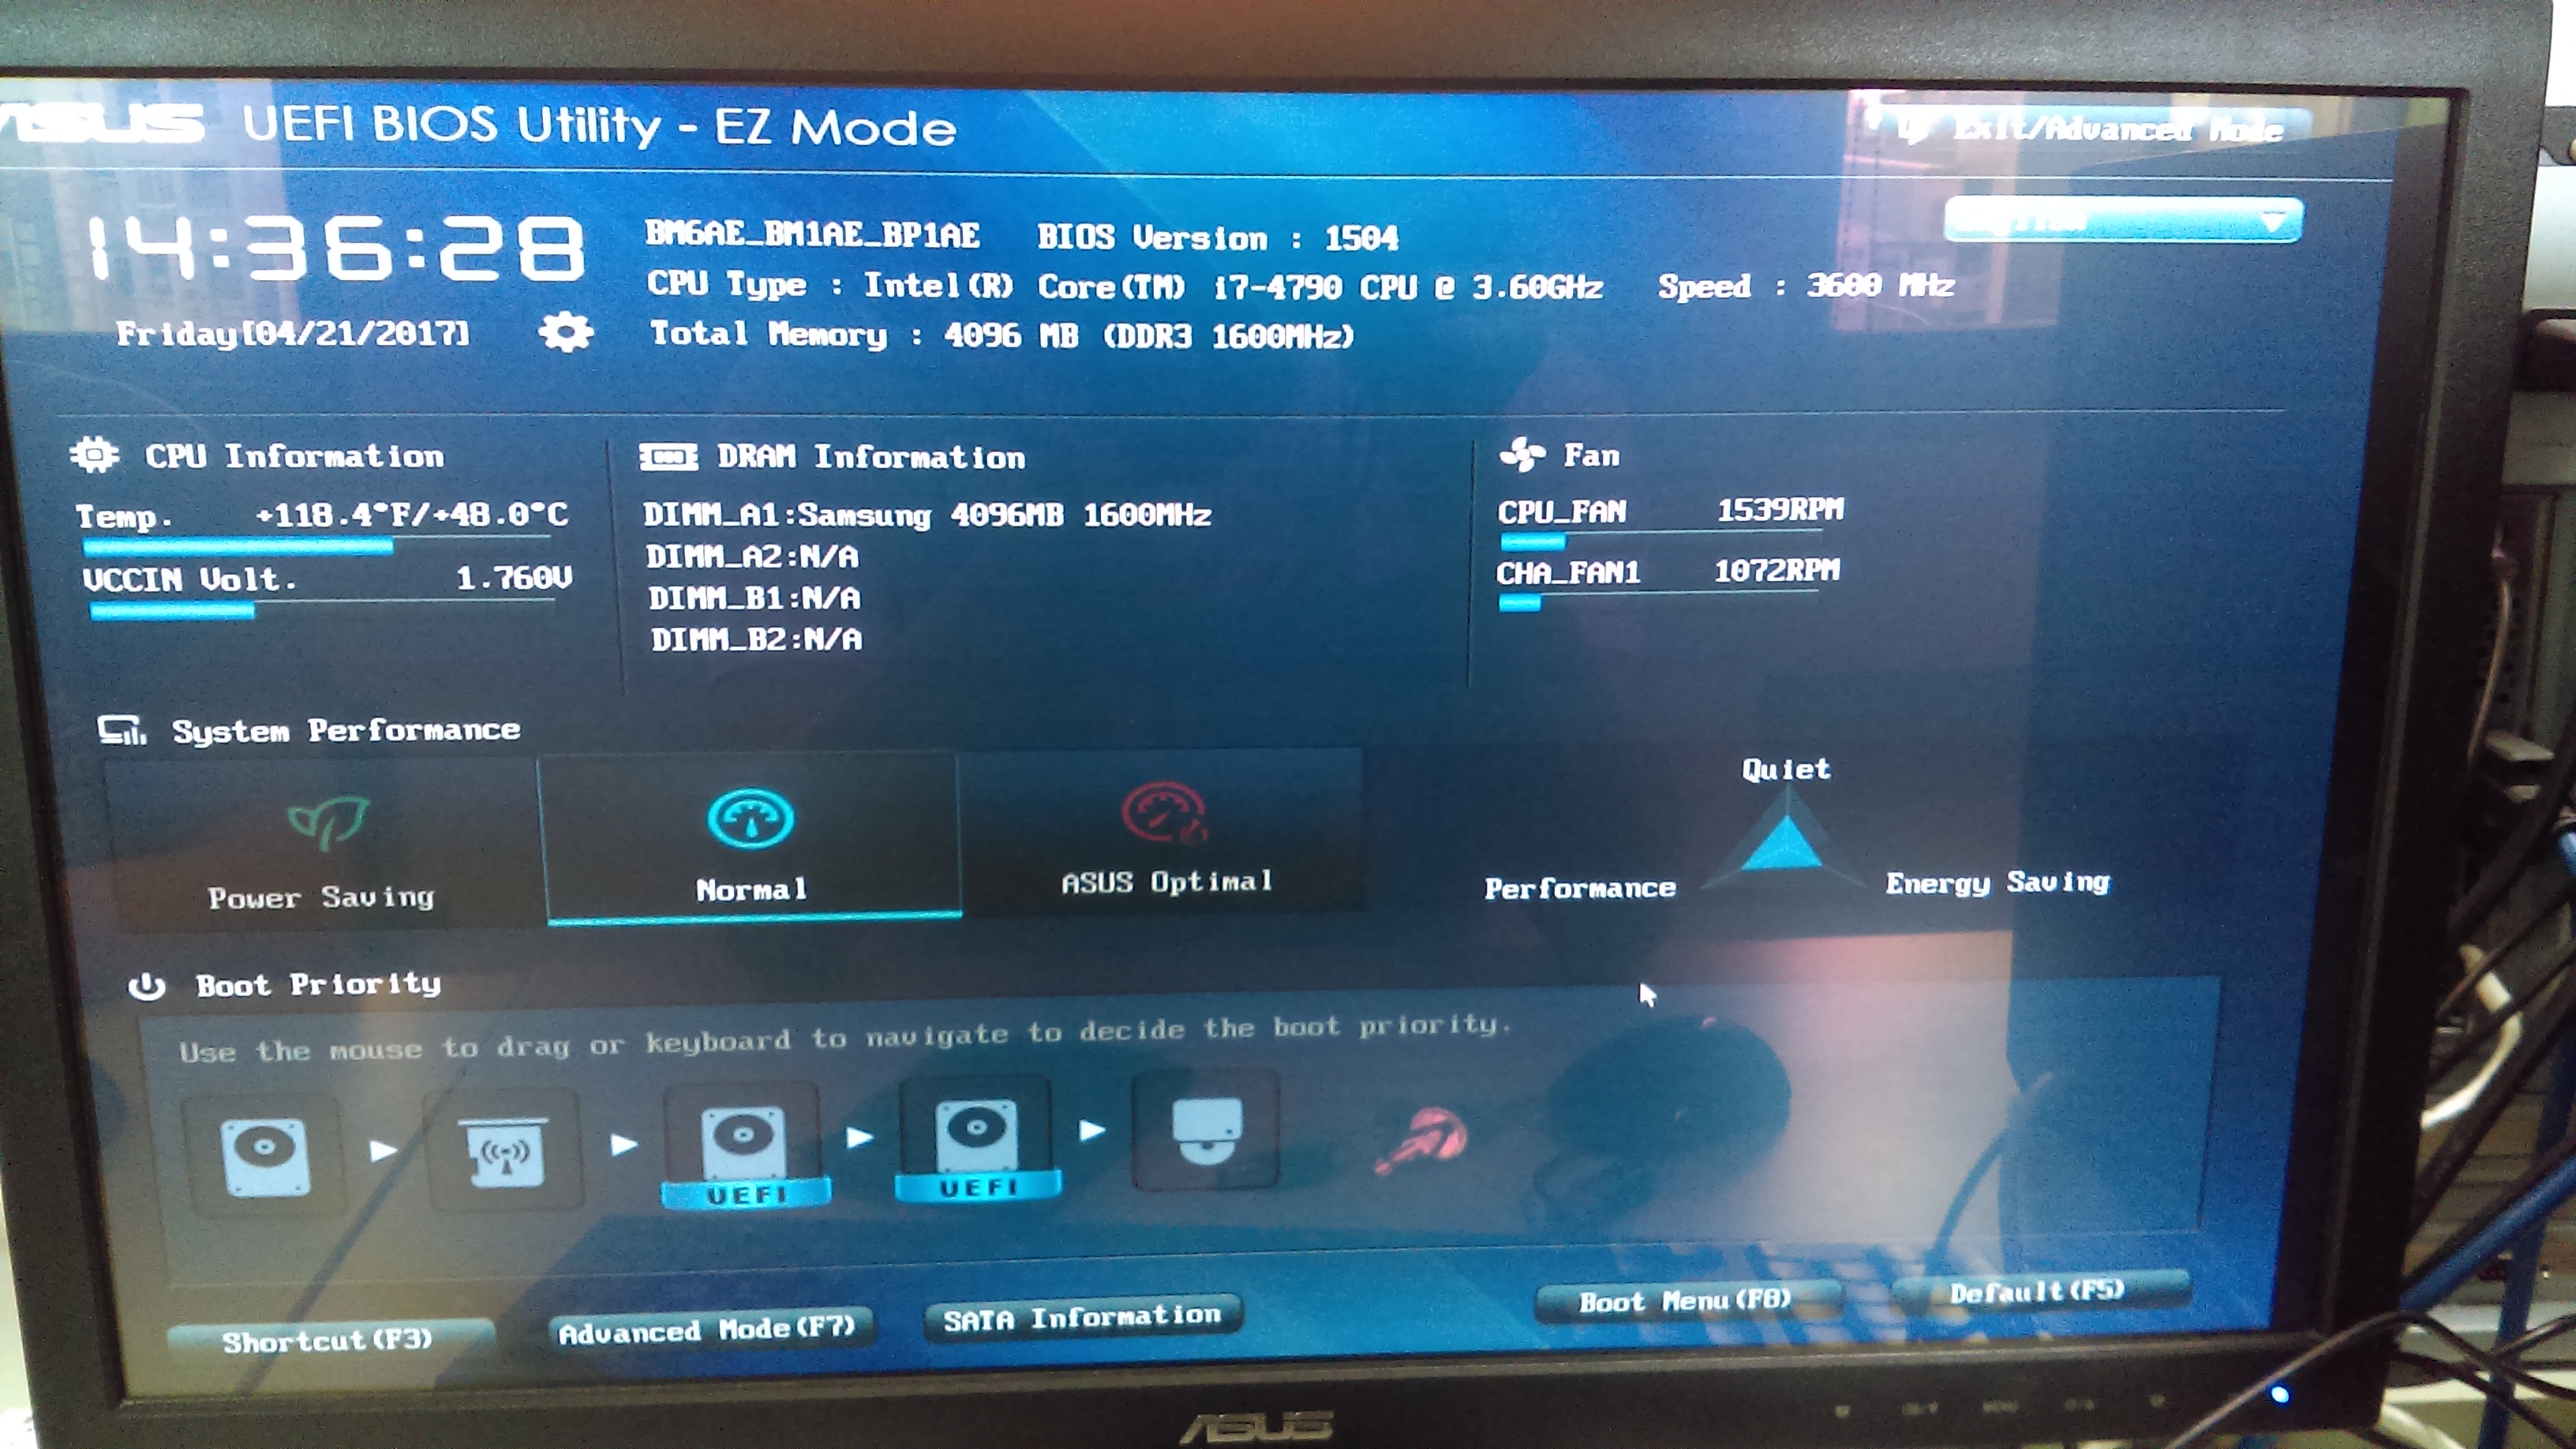 ASUS UEFI BIOS Utility - EZ Mode
Exit/Advanced Mode
14:36:28
Friday[04/21/2017]
BM6AE_BM1AE_BP1AE BIOS Version : 1504
CPU Type : Intel(R) Core(TM) i7-4790 CPU @ 3.60GHz Speed : 3600 MHz
Total Memory : 4096 MB (DDR3 1600MHz)
CPU Information
Temp. +118.4°F/+48.0°C
VCCIN Volt. 1.760V
DRAM Information
DIMM_A1:Samsung 4096MB 1600MHz
DIMM_A2:N/A
DIMM_B1:N/A
DIMM_B2:N/A
Fan
CPU_FAN 1539RPM
CHA_FAN1 1072RPM
System Performance
Power Saving
Normal
ASUS Optimal
Quiet
Performance
Energy Saving
Boot Priority
Use the mouse to drag or keyboard to navigate to decide the boot priority.
UEFI
UEFI
Shortcut(F3)
Advanced Mode(F7)
SATA Information
Boot Menu(F8)
Default(F5)
ASUS